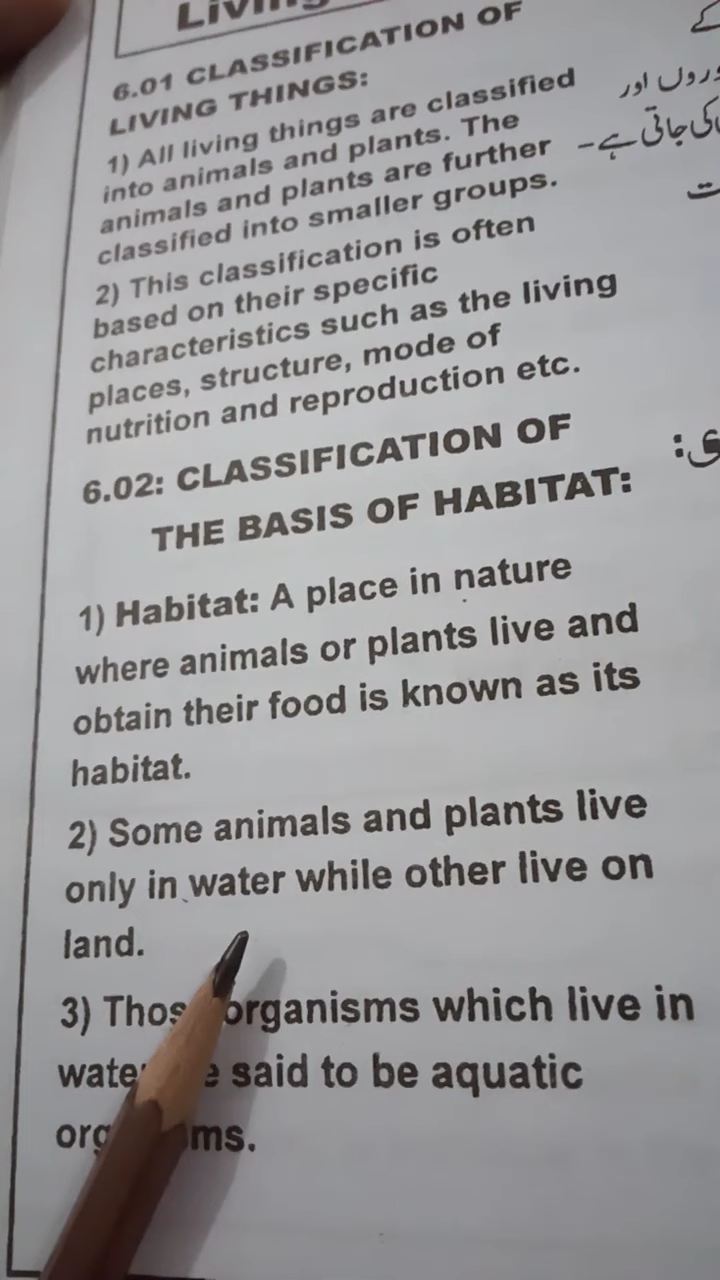 Living
6.01 CLASSIFICATION OF
LIVING THINGS:
1) All living things are classified
into animals and plants. The
animals and plants are further
classified into smaller groups.
2) This classification is often
based on their specific
characteristics such as the living
places, structure, mode of
nutrition and reproduction etc.
6.02: CLASSIFICATION OF
THE BASIS OF HABITAT:
1) Habitat: A place in nature
where animals or plants live and
obtain their food is known as its
habitat.
2) Some animals and plants live
only in water while other live on
land.
3) Those organisms which live in
water said to be aquatic
organisms.
کے
اور
کی جاتی ہے۔